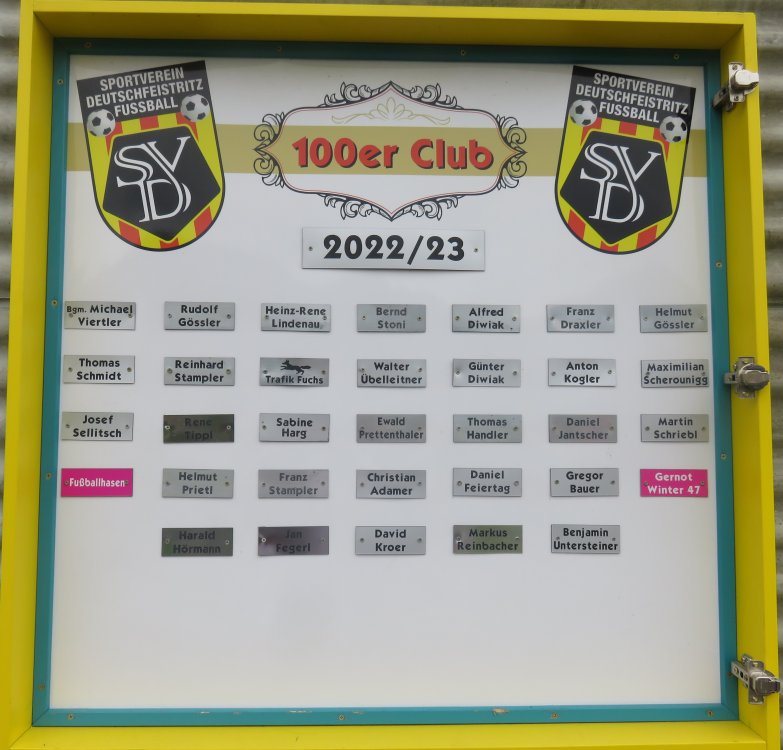 SPORTVEREIN
DEUTSCHFEISTRITZ
FUSSBALL
SVD
100er Club
SPORTVEREIN
DEUTSCHFEISTRITZ
FUSSBALL
SVD
2022/23
Bgm. Michael
Viertler
Rudolf
Gössler
Heinz-Rene
Lindenau
Bernd
Stoni
Alfred
Diwiak
Franz
Draxler
Helmut
Gössler
Thomas
Schmidt
Reinhard
Stampler
Trafik Fuchs
Walter
Übelleitner
Günter
Diwiak
Anton
Kogler
Maximilian
Scherounigg
Josef
Sellitsch
Rene
Tippl
Sabine
Harg
Ewald
Prettenthaler
Thomas
Handler
Daniel
Jantscher
Martin
Schriebl
Fußballhasen
Helmut
Prietl
Franz
Stampler
Christian
Adamer
Daniel
Feiertag
Gregor
Bauer
Gernot
Winter 47
Harald
Hörmann
Jan
Fegerl
David
Kroer
Markus
Reinbacher
Benjamin
Untersteiner